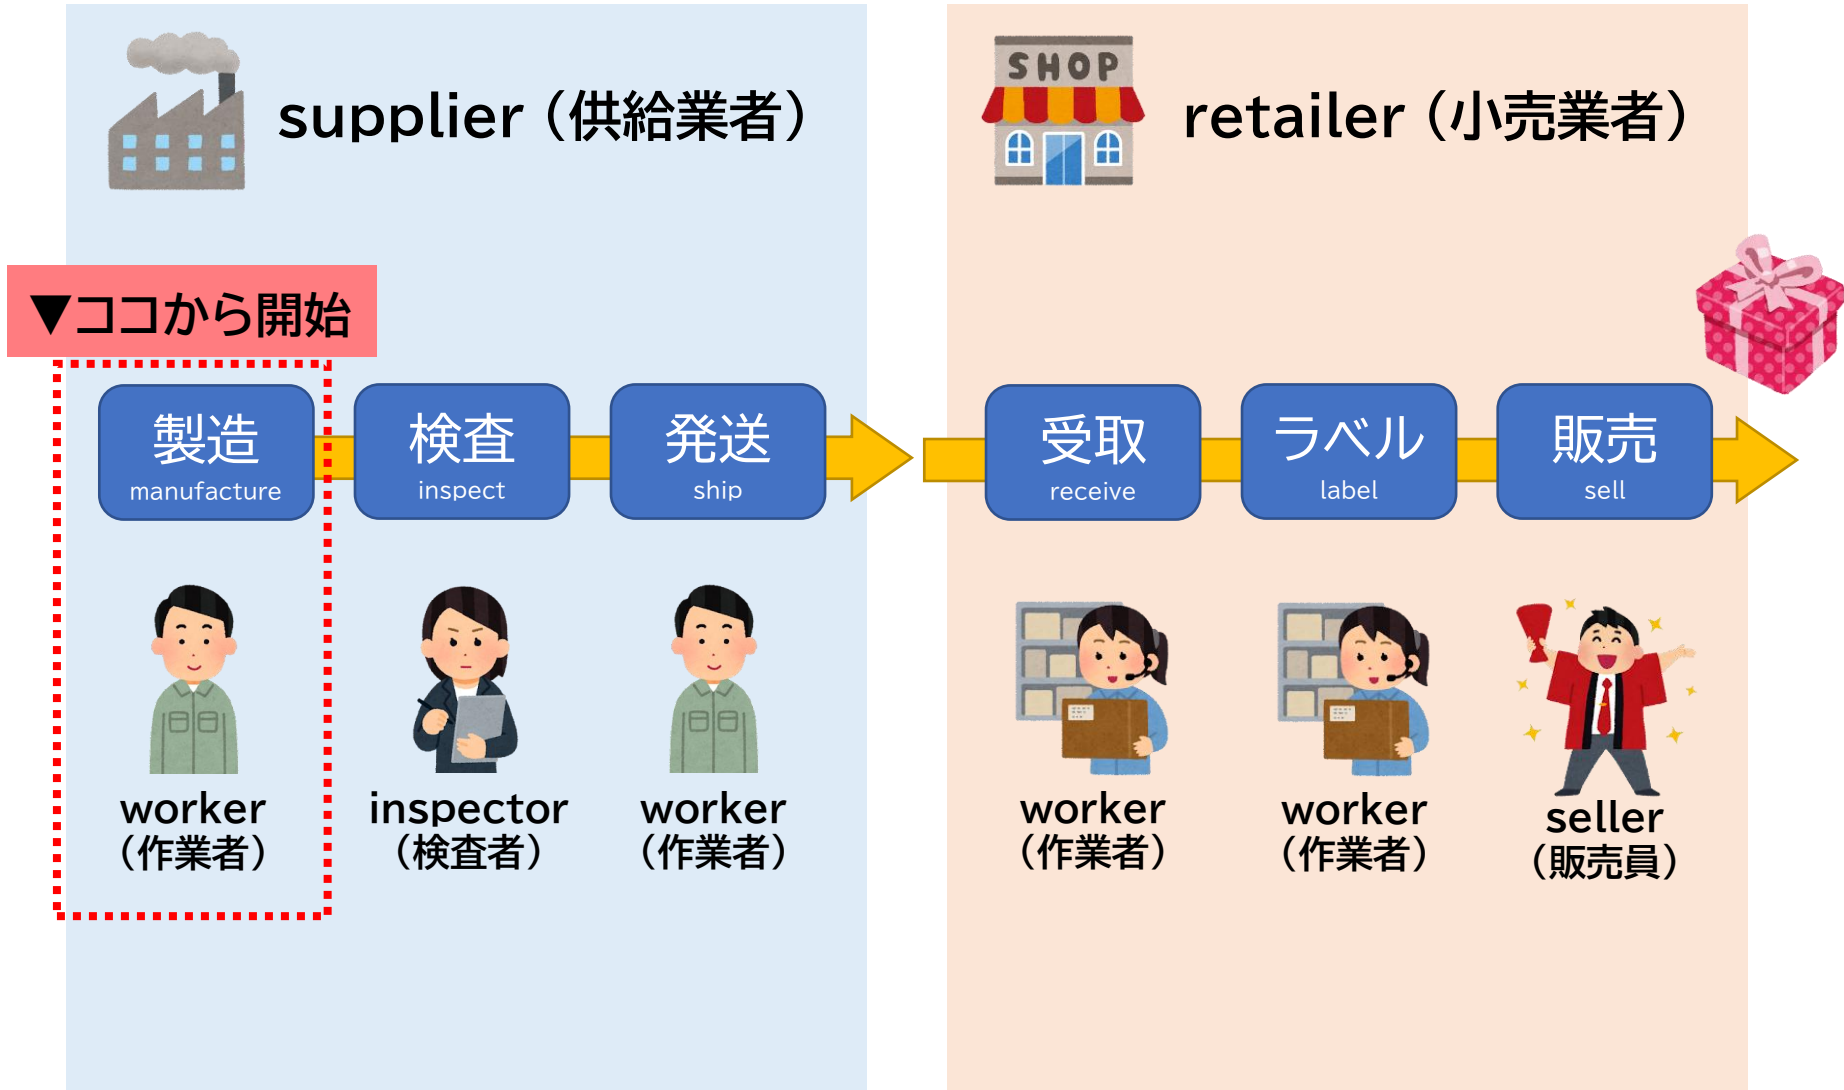 supplier（供給業者）
SHOP
retailer（小売業者）
▼ココから開始
製造
manufacture
検査
inspect
発送
ship
受取
receive
ラベル
label
販売
sell
worker
（作業者）
inspector
（検査者）
worker
（作業者）
worker
（作業者）
worker
（作業者）
seller
（販売員）